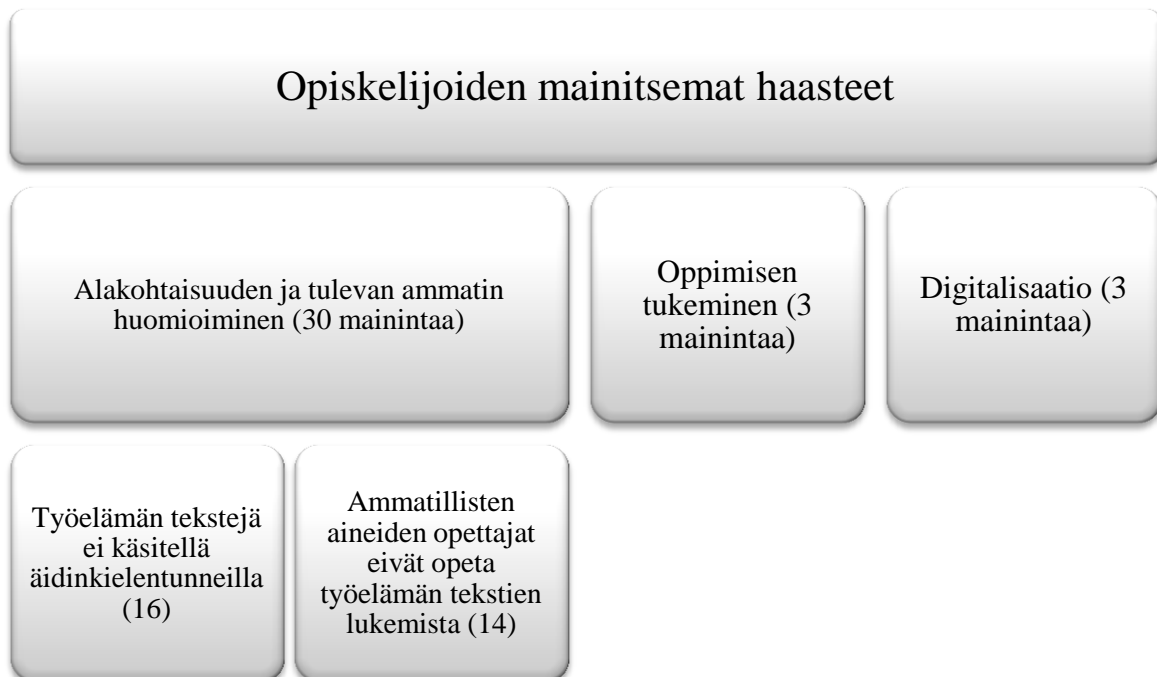 Opiskelijoiden mainitsemat haasteet
Alakohtaisuuden ja tulevan ammatin
huomioiminen (30 mainintaa)
Oppimisen
tukeminen (3
mainintaa)
Digitalisaatio (3
mainintaa)
Työelämän tekstejä
ei käsitellä
äidinkielentunneilla
(16)
Ammatillisten
aineiden opettajat
eivät opeta
työelämän tekstien
lukemista (14)